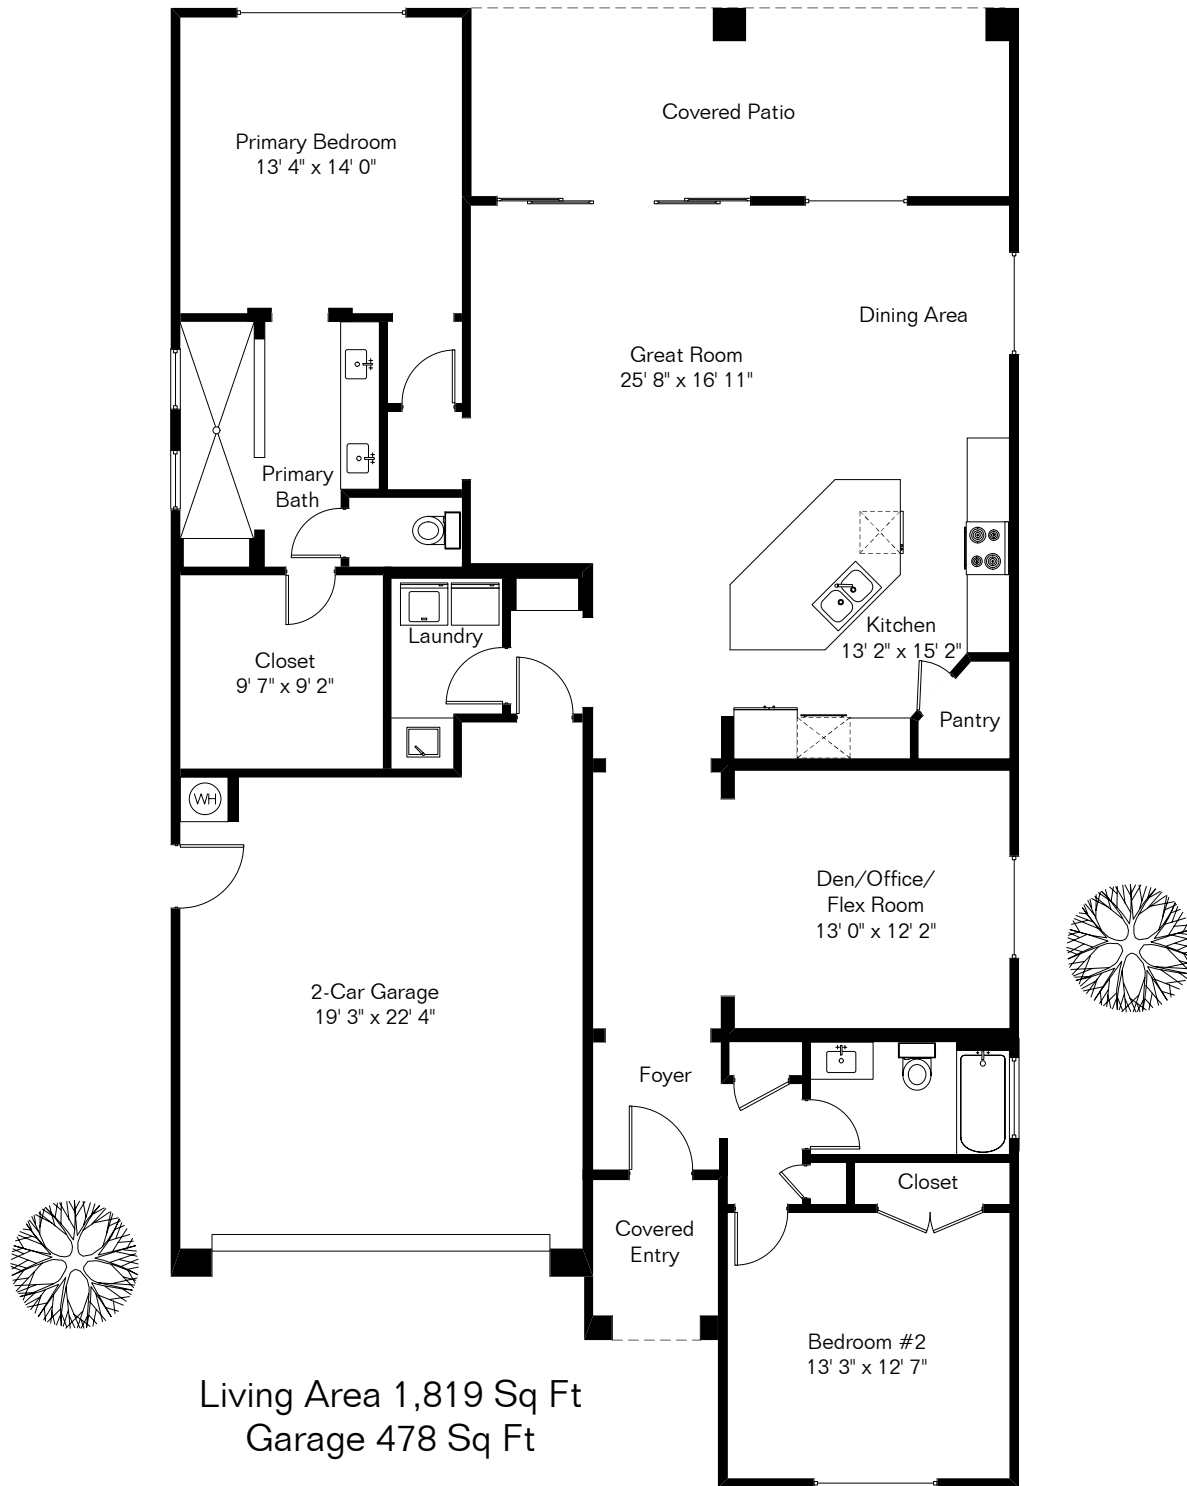 Covered Patio
Primary Bedroom
13' 4" x 14' 0"
Dining Area
Great Room
25' 8" x 16' 11"
Primary
Bath
Kitchen
13' 2" x 15' 2"
Laundry
Closet
9' 7" x 9' 2"
Pantry
WH
Den/Office/
Flex Room
13' 0" x 12' 2"
2-Car Garage
19' 3" x 22' 4"
Foyer
Closet
Covered
Entry
Bedroom #2
13' 3" x 12' 7"
Living Area 1,819 Sq Ft
Garage 478 Sq Ft